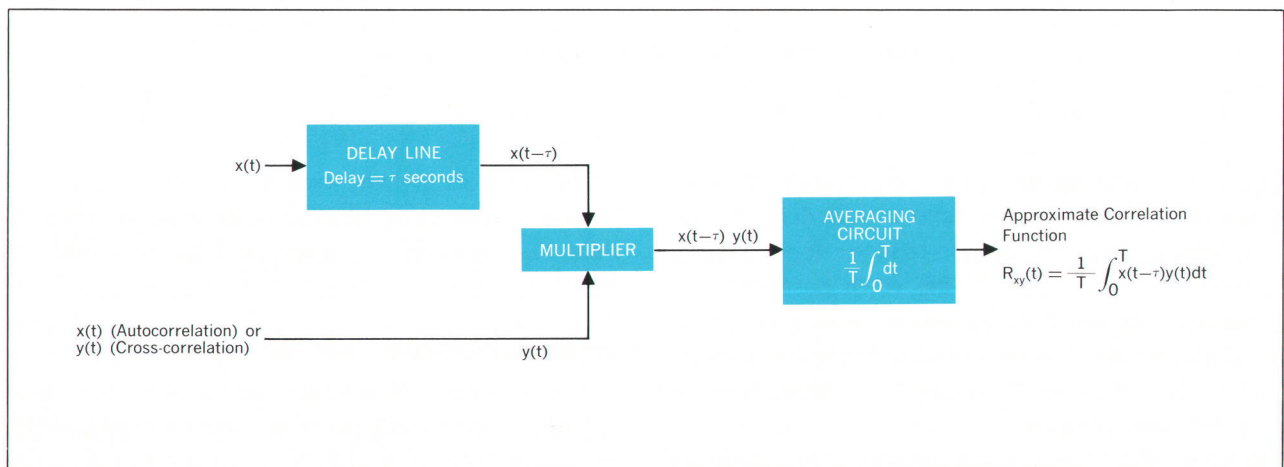 x(t)
DELAY LINE
Delay = τ seconds
x(t−τ)
MULTIPLIER
x(t−τ) y(t)
AVERAGING
CIRCUIT
1/T ∫₀ᵀ dt
Approximate Correlation
Function
Rxy(t) = 1/T ∫₀ᵀ x(t−τ)y(t)dt
x(t) (Autocorrelation) or
y(t) (Cross-correlation)
y(t)